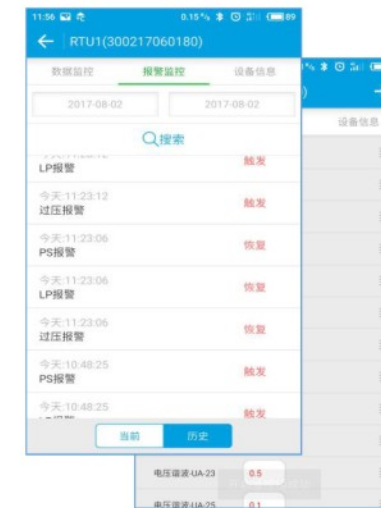 11:56 0.15 % 89
RTU1(300217060180)
数据监控 报警监控 设备信息
2017-08-02 2017-08-02
搜索
LP报警 触发
今天:11:23:12
过压报警 触发
今天:11:23:06
PS报警 恢复
今天:11:23:06
LP报警 恢复
今天:11:23:06
过压报警 恢复
今天:10:48:25
PS报警 触发
今天:10:48:25
触发
当前 历史
设备信息
电压谐波-UA-23 0.5
电压谐波-UA-25 0.1